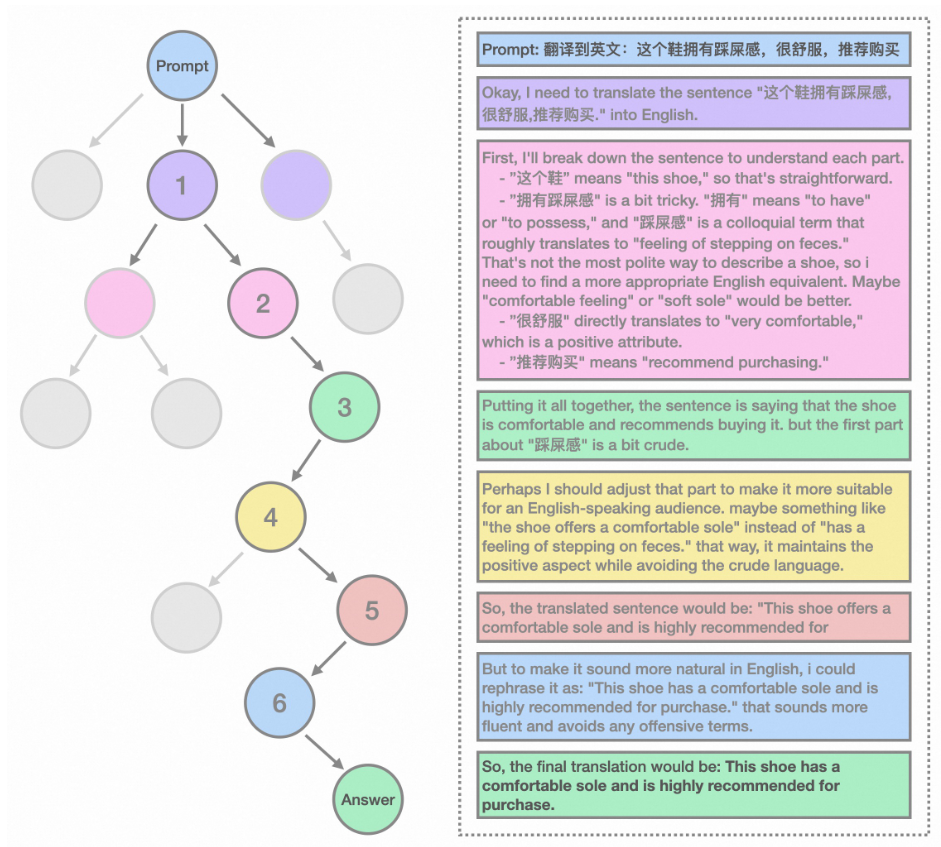 Prompt
1
2
3
4
5
6
Answer
Prompt: 翻译到英文：这个鞋拥有踩屎感，很舒服，推荐购买
Okay, I need to translate the sentence "这个鞋拥有踩屎感,
很舒服,推荐购买." into English.
First, I'll break down the sentence to understand each part.
- ”这个鞋” means "this shoe," so that's straightforward.
- ”拥有踩屎感" is a bit tricky. "拥有" means "to have"
or "to possess," and "踩屎感” is a colloquial term that
roughly translates to "feeling of stepping on feces."
That's not the most polite way to describe a shoe, so i
need to find a more appropriate English equivalent. Maybe
"comfortable feeling" or "soft sole" would be better.
- ”很舒服" directly translates to "very comfortable,"
which is a positive attribute.
- ”推荐购买" means "recommend purchasing."
Putting it all together, the sentence is saying that the shoe
is comfortable and recommends buying it. but the first part
about "踩屎感" is a bit crude.
Perhaps I should adjust that part to make it more suitable
for an English-speaking audience. maybe something like
"the shoe offers a comfortable sole" instead of "has a
feeling of stepping on feces." that way, it maintains the
positive aspect while avoiding the crude language.
So, the translated sentence would be: "This shoe offers a
comfortable sole and is highly recommended for
But to make it sound more natural in English, i could
rephrase it as: "This shoe has a comfortable sole and is
highly recommended for purchase." that sounds more
fluent and avoids any offensive terms.
So, the final translation would be: This shoe has a
comfortable sole and is highly recommended for
purchase.